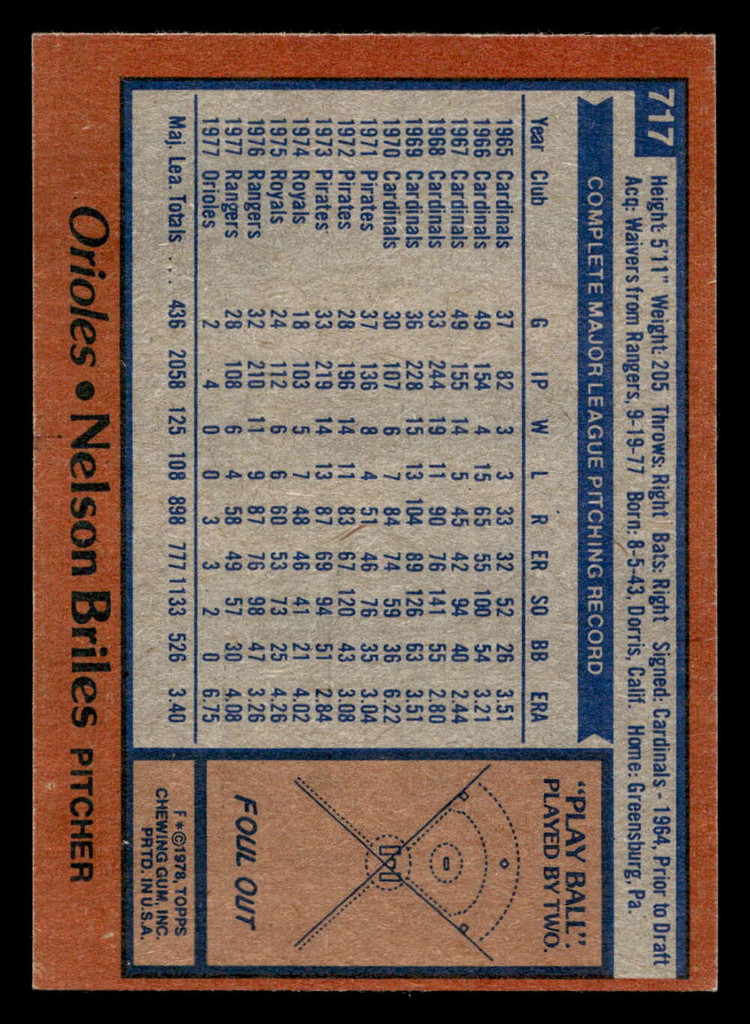 717
Height: 5'11" Weight: 205 Throws: Right Bats: Right Signed: Cardinals - 1964, Prior to Draft
Acq: Waivers from Rangers, 9-19-77 Born: 8-5-43, Dorris, Calif. Home: Greensburg, Pa.
COMPLETE MAJOR LEAGUE PITCHING RECORD
Year Club G IP W L R ER SO BB ERA
1965 Cardinals 37 82 3 3 33 32 52 26 3.51
1966 Cardinals 49 154 4 15 65 55 100 54 3.21
1967 Cardinals 49 155 14 5 45 42 94 40 2.44
1968 Cardinals 33 244 19 11 90 76 141 55 2.80
1969 Cardinals 36 228 15 13 104 89 126 63 3.51
1970 Cardinals 30 107 6 7 84 74 59 36 6.22
1971 Pirates 37 136 8 4 51 46 76 35 3.04
1972 Pirates 28 196 14 11 83 67 120 43 3.08
1973 Pirates 33 219 14 13 87 69 94 51 2.84
1974 Royals 18 103 5 7 48 46 41 21 4.02
1975 Royals 24 112 6 6 60 53 73 25 4.26
1976 Rangers 32 210 11 9 87 76 98 47 3.26
1977 Rangers 28 108 6 4 58 49 57 30 4.08
1977 Orioles 2 4 0 0 3 3 2 0 6.75
Maj. Lea. Totals ... 436 2058 125 108 898 777 1133 526 3.40
"PLAY BALL".
PLAYED BY TWO.
FOUL OUT
F * © 1978, TOPPS
CHEWING GUM, INC.
PRTD. IN U.S.A.
Orioles • Nelson Briles PITCHER